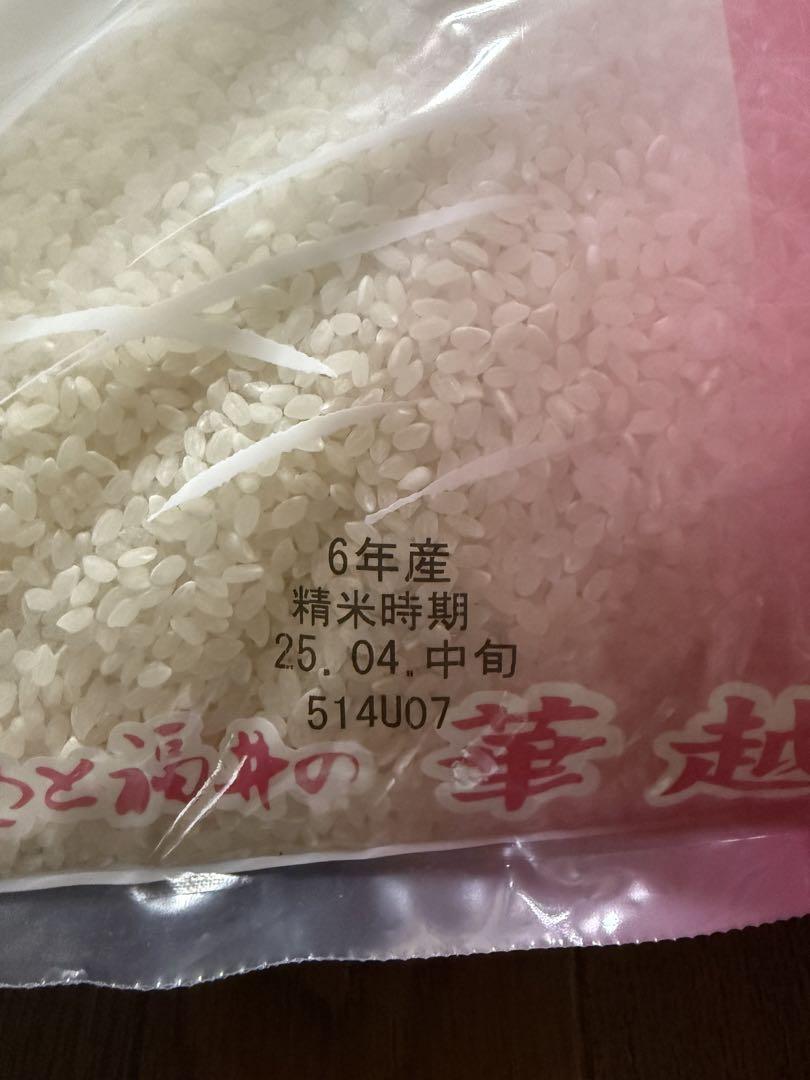 6年産
精米時期
25.04.中旬
514U07
と福井の 華越